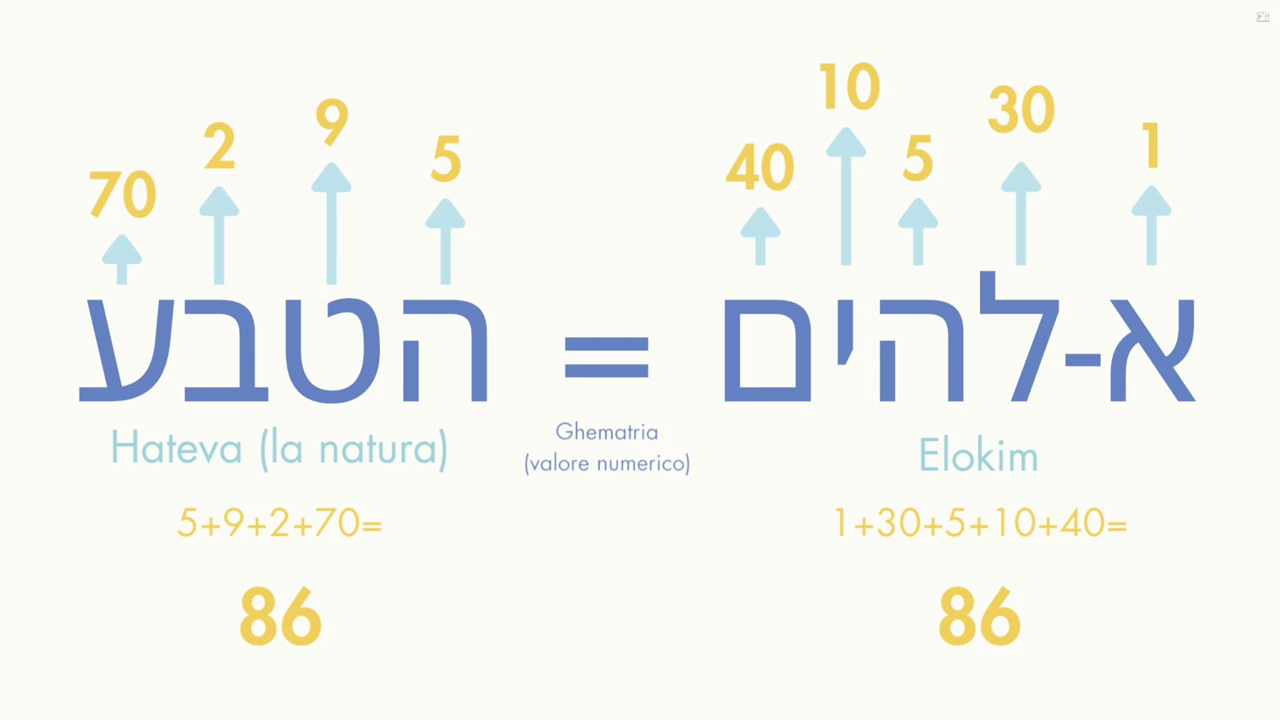 70 2 9 5
הטבע
Hateva (la natura)
5+9+2+70=
86
=
Ghematria
(valore numerico)
40 10 5 30 1
א-להים
Elokim
1+30+5+10+40=
86